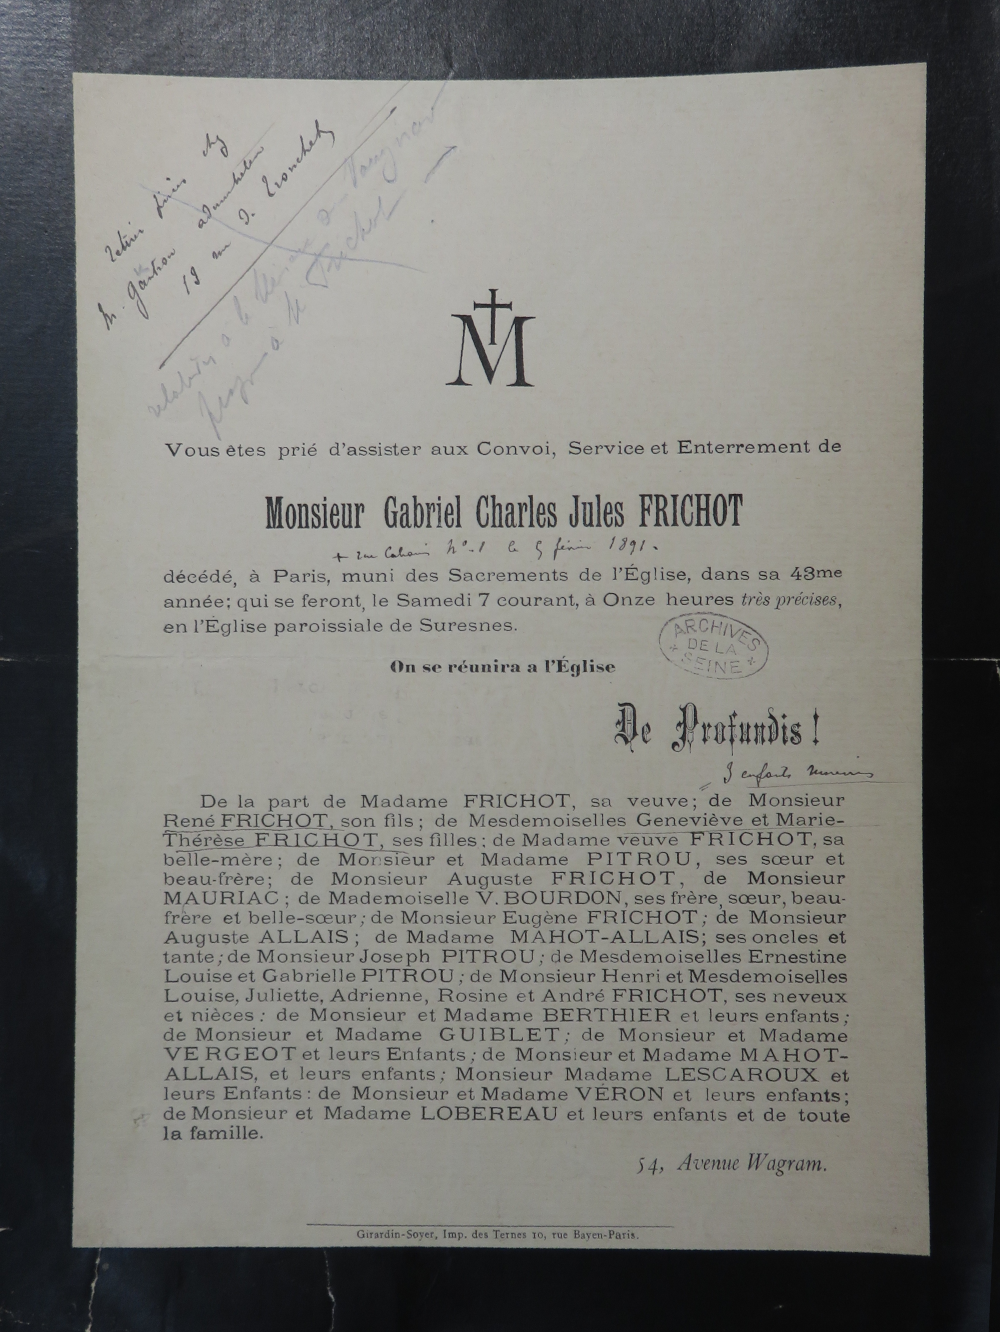 19 rue
M
Vous êtes prié d'assister aux Convoi, Service et Enterrement de
Monsieur Gabriel Charles Jules FRICHOT
+ rue N° 1 le 5 février 1891.
décédé, à Paris, muni des Sacrements de l'Église, dans sa 43me
année; qui se feront, le Samedi 7 courant, à Onze heures très précises,
en l'Église paroissiale de Suresnes.
ARCHIVES
DE LA
SEINE
On se réunira a l'Église
De Profundis !
3 enfants mineurs
De la part de Madame FRICHOT, sa veuve; de Monsieur
René FRICHOT, son fils; de Mesdemoiselles Geneviève et Marie-
Thérèse FRICHOT, ses filles; de Madame veuve FRICHOT, sa
belle-mère; de Monsieur et Madame PITROU, ses sœur et
beau-frère; de Monsieur Auguste FRICHOT, de Monsieur
MAURIAC; de Mademoiselle V. BOURDON, ses frère, sœur, beau-
frère et belle-sœur; de Monsieur Eugène FRICHOT; de Monsieur
Auguste ALLAIS; de Madame MAHOT-ALLAIS; ses oncles et
tante; de Monsieur Joseph PITROU; de Mesdemoiselles Ernestine
Louise et Gabrielle PITROU; de Monsieur Henri et Mesdemoiselles
Louise, Juliette, Adrienne, Rosine et André FRICHOT, ses neveux
et nièces: de Monsieur et Madame BERTHIER et leurs enfants;
de Monsieur et Madame GUIBLET; de Monsieur et Madame
VERGEOT et leurs Enfants; de Monsieur et Madame MAHOT-
ALLAIS, et leurs enfants; Monsieur Madame LESCAROUX et
leurs Enfants: de Monsieur et Madame VÉRON et leurs enfants;
de Monsieur et Madame LOBEREAU et leurs enfants et de toute
la famille.
54, Avenue Wagram.
Girardin-Soyer, Imp. des Ternes 10, rue Bayen-Paris.